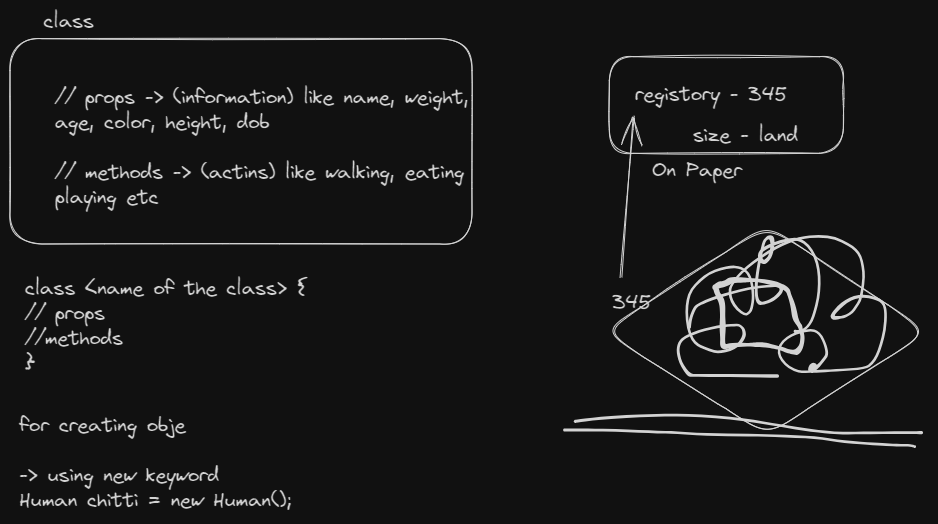 class
// props -> (information) like name, weight,
age, color, height, dob
// methods -> (actins) like walking, eating
playing etc
class <name of the class> {
// props
//methods
}
for creating obje
-> using new keyword
Human chitti = new Human();
registory - 345
size - land
On Paper
345